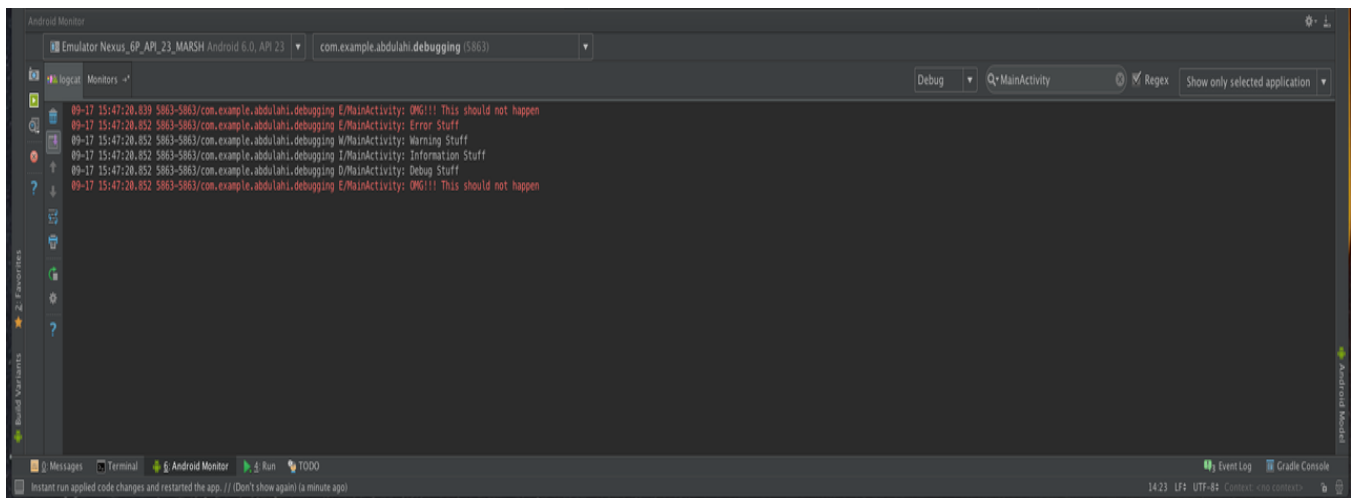 Android Monitor
Emulator Nexus_6P_API_23_MARSH Android 6.0, API 23
com.example.abdulahi.debugging (5863)
logcat
Monitors
Debug
MainActivity
Regex
Show only selected application
09-17 15:47:20.839 5863-5863/com.example.abdulahi.debugging E/MainActivity: OMG!!! This should not happen
09-17 15:47:20.852 5863-5863/com.example.abdulahi.debugging E/MainActivity: Error Stuff
09-17 15:47:20.852 5863-5863/com.example.abdulahi.debugging W/MainActivity: Warning Stuff
09-17 15:47:20.852 5863-5863/com.example.abdulahi.debugging I/MainActivity: Information Stuff
09-17 15:47:20.852 5863-5863/com.example.abdulahi.debugging D/MainActivity: Debug Stuff
09-17 15:47:20.852 5863-5863/com.example.abdulahi.debugging E/MainActivity: OMG!!! This should not happen
2: Favorites
Build Variants
Android Model
0: Messages
Terminal
6: Android Monitor
4: Run
TODO
Event Log
Gradle Console
Instant run applied code changes and restarted the app. // (Don't show again) (a minute ago)
14:23 LF UTF-8 Context: <no context>